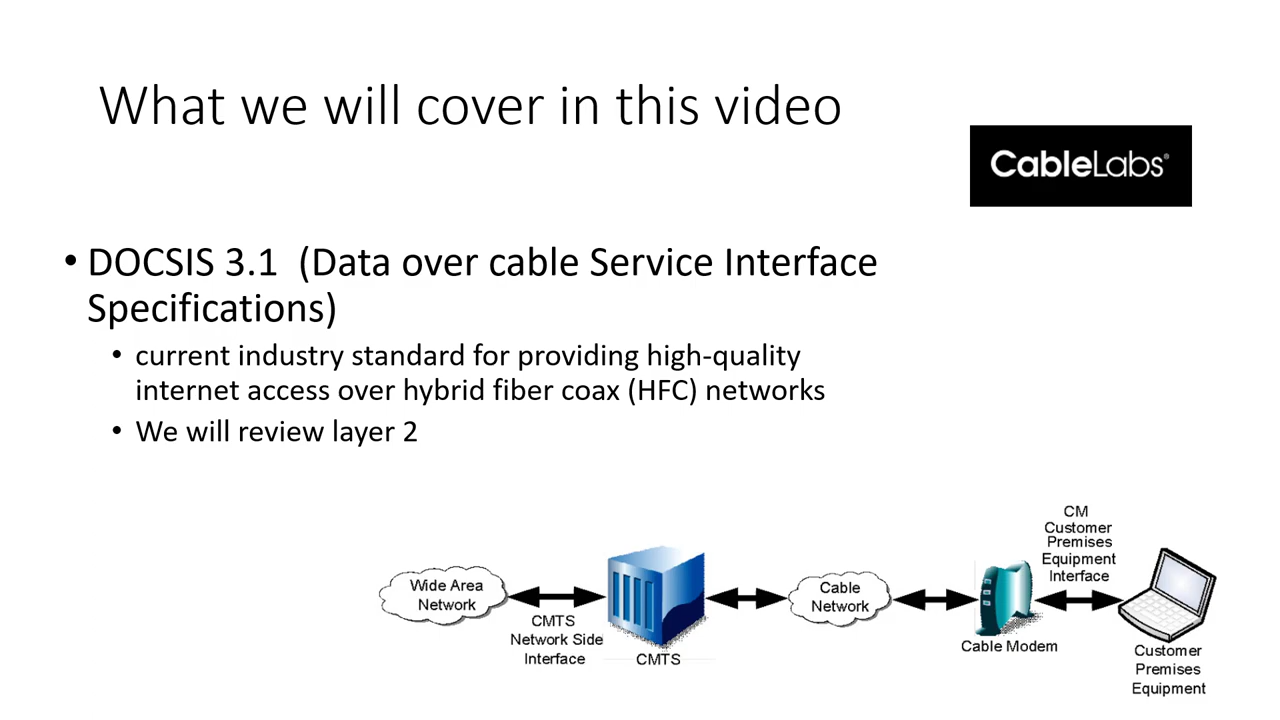 What we will cover in this video
CableLabs®
• DOCSIS 3.1 (Data over cable Service Interface
Specifications)
• current industry standard for providing high-quality
internet access over hybrid fiber coax (HFC) networks
• We will review layer 2
Wide Area
Network
CMTS
Network Side
Interface
CMTS
Cable
Network
Cable Modem
CM
Customer
Premises
Equipment
Interface
Customer
Premises
Equipment